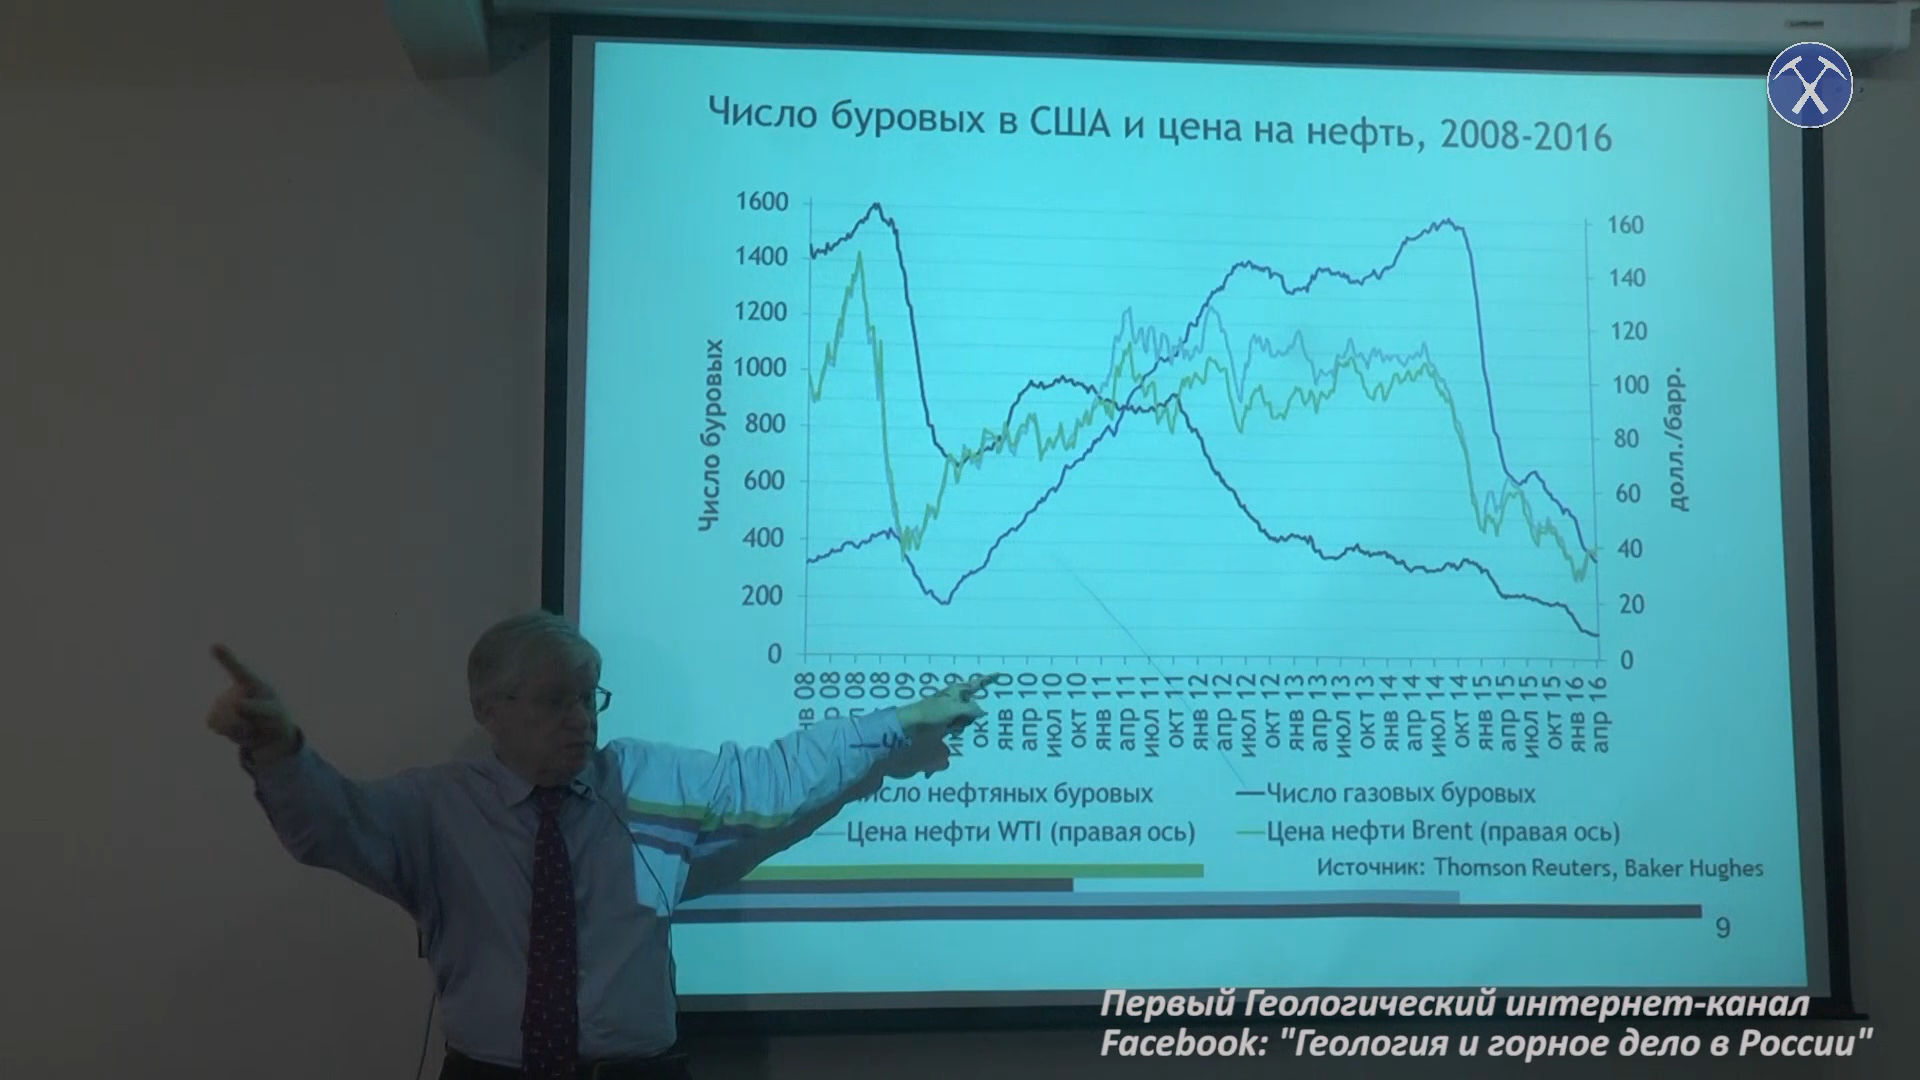 Число буровых в США и цена на нефть, 2008-2016
1600
1400
1200
1000
800
600
400
200
0
Число буровых
160
140
120
100
80
60
40
20
0
долл./барр.
янв 10
апр 10
июл 10
окт 10
янв 11
апр 11
июл 11
окт 11
янв 12
апр 12
июл 12
окт 12
янв 13
апр 13
июл 13
окт 13
янв 14
апр 14
июл 14
окт 14
янв 15
апр 15
июл 15
окт 15
янв 16
апр 16
нефтяных буровых
Число газовых буровых
Цена нефти WTI (правая ось)
Цена нефти Brent (правая ось)
Источник: Thomson Reuters, Baker Hughes
9
Первый Геологический интернет-канал
Facebook: "Геология и горное дело в России"